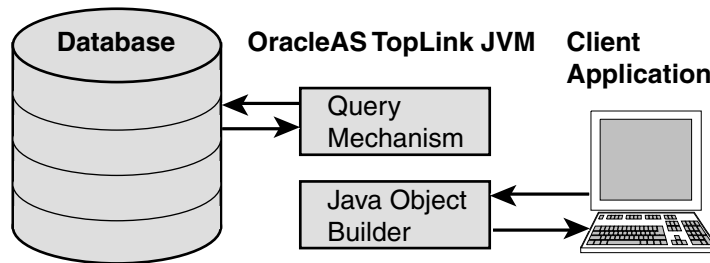 Database
OracleAS TopLink JVM
Client
Application
Query
Mechanism
Java Object
Builder